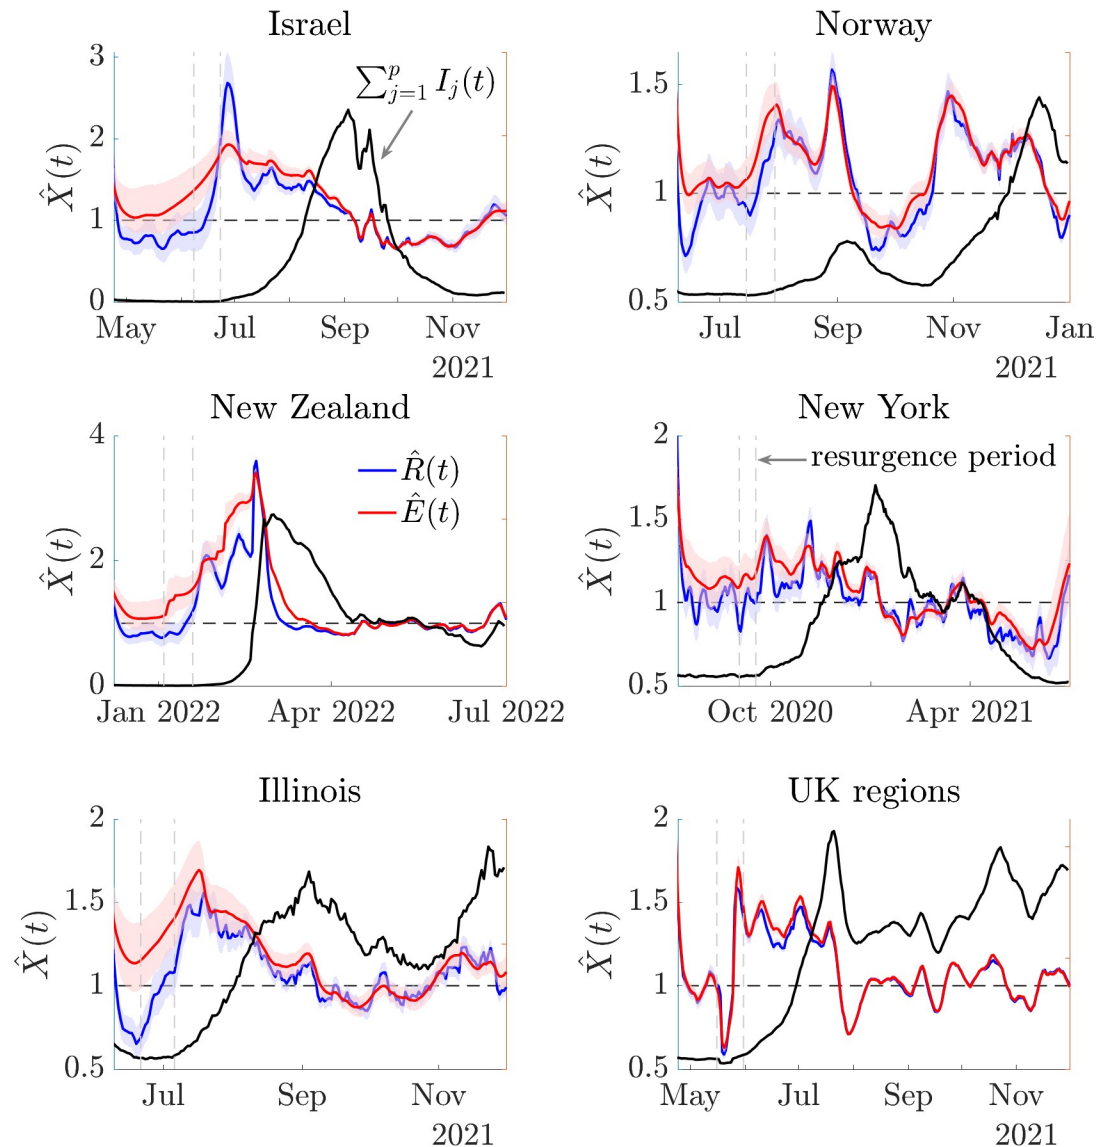 Israel
Norway
3
2
1
0
X̂(t)
∑ᵖⱼ₌₁ Iⱼ(t)
May Jul Sep Nov
2021
1.5
1
0.5
X̂(t)
Jul Sep Nov Jan
2021
New Zealand
New York
4
2
1
0
X̂(t)
R̂(t)
Ê(t)
Jan 2022 Apr 2022 Jul 2022
2
1.5
1
0.5
X̂(t)
resurgence period
Oct 2020 Apr 2021
Illinois
UK regions
2
1.5
1
0.5
X̂(t)
Jul Sep Nov
2021
2
1.5
1
0.5
X̂(t)
May Jul Sep Nov
2021